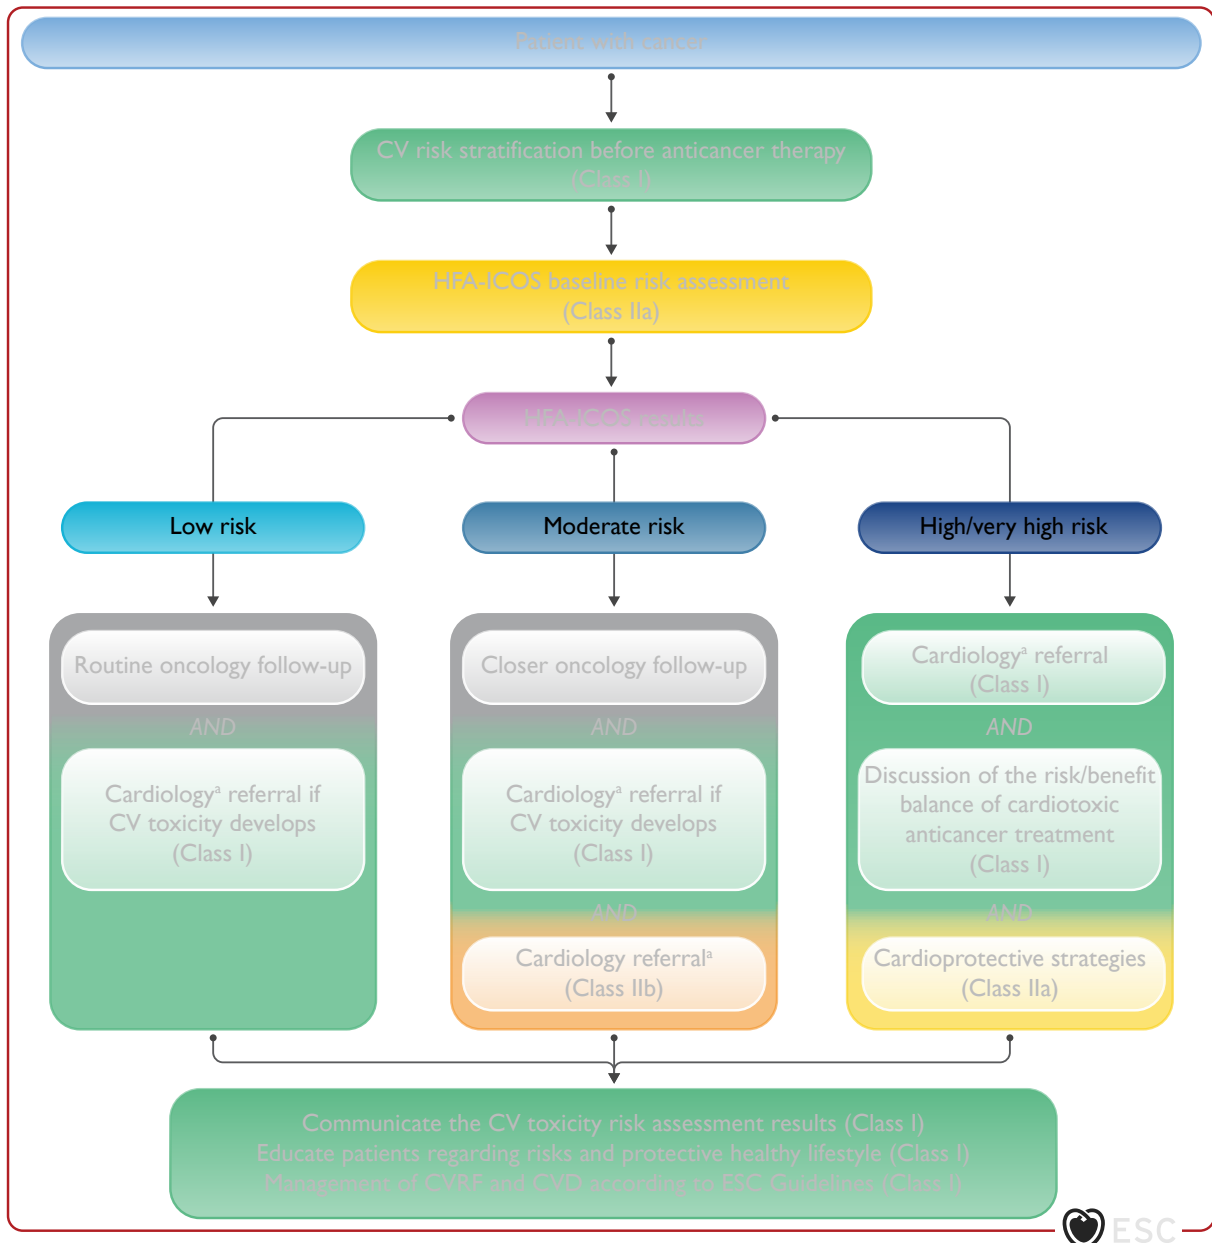 Patient with cancer
CV risk stratification before anticancer therapy
(Class I)
HFA-ICOS baseline risk assessment
(Class IIa)
HFA-ICOS results
Low risk
Moderate risk
High/very high risk
Routine oncology follow-up
AND
Cardiologyᵃ referral if
CV toxicity develops
(Class I)
Closer oncology follow-up
AND
Cardiologyᵃ referral if
CV toxicity develops
(Class I)
AND
Cardiology referralᵃ
(Class IIb)
Cardiologyᵃ referral
(Class I)
AND
Discussion of the risk/benefit
balance of cardiotoxic
anticancer treatment
(Class I)
AND
Cardioprotective strategies
(Class IIa)
Communicate the CV toxicity risk assessment results (Class I)
Educate patients regarding risks and protective healthy lifestyle (Class I)
Management of CVRF and CVD according to ESC Guidelines (Class I)
ESC